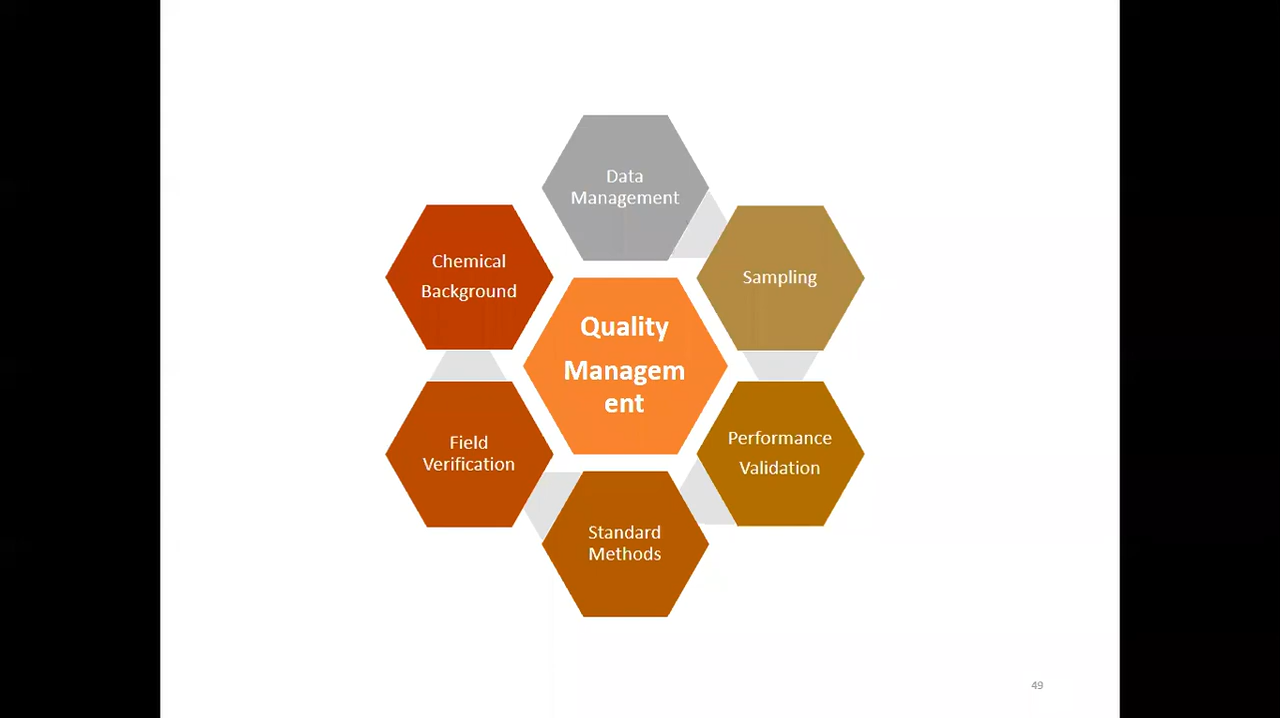 Data
Management
Sampling
Performance
Validation
Standard
Methods
Field
Verification
Chemical
Background
Quality
Managem
ent
49